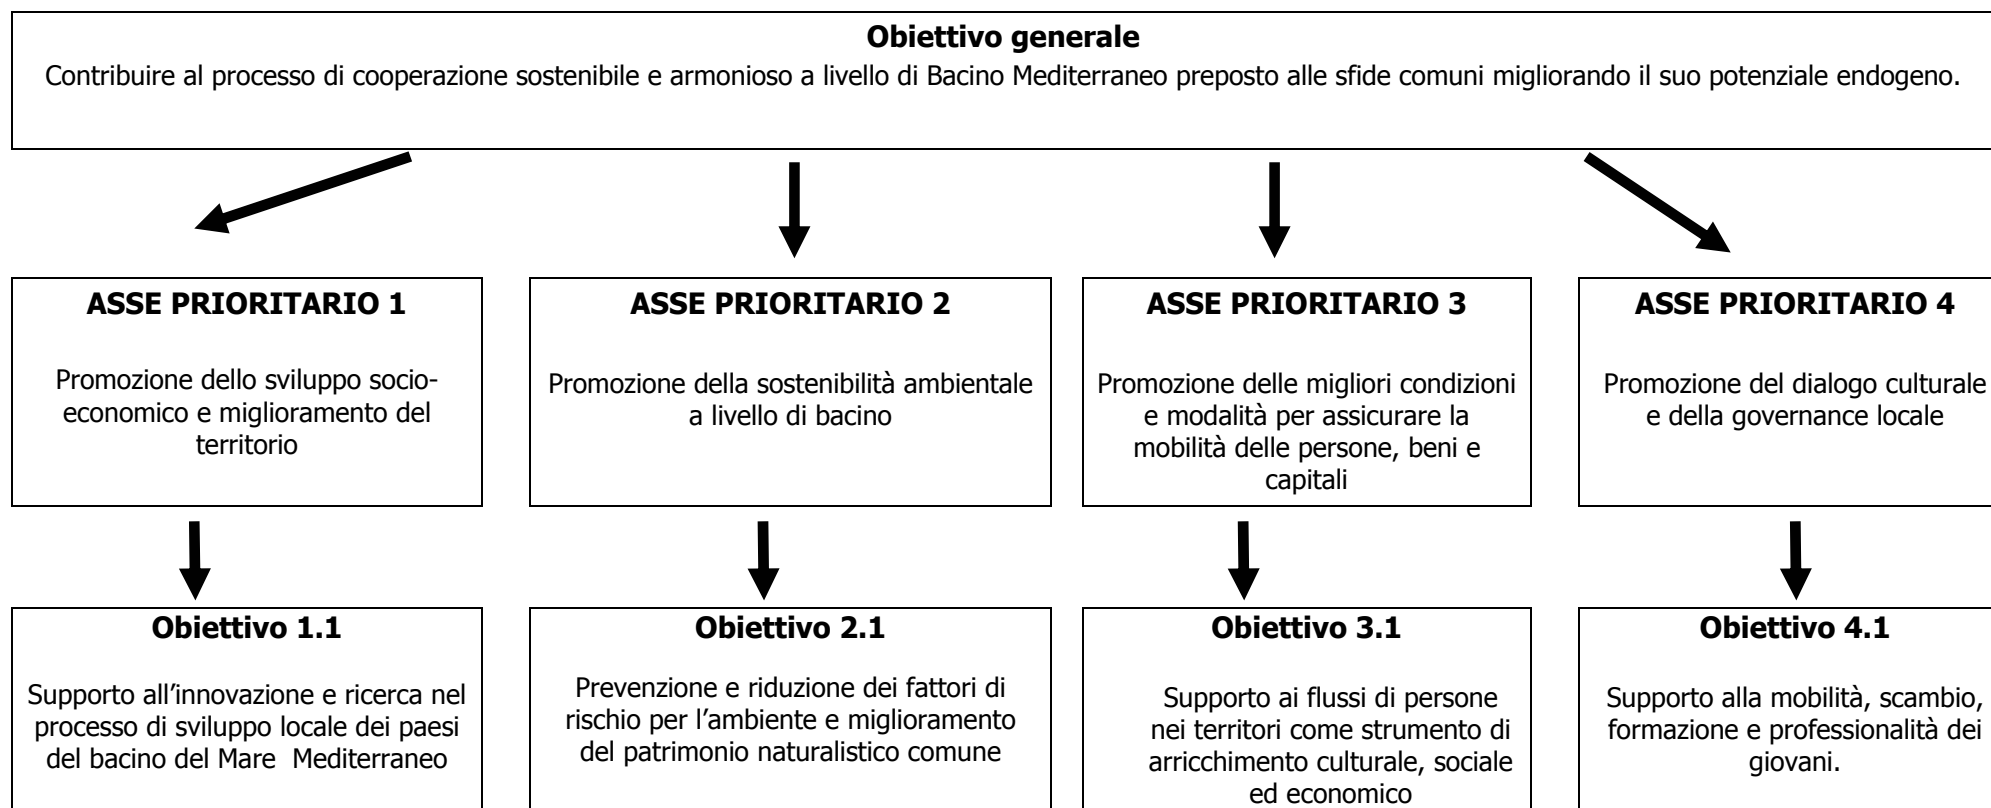 Obiettivo generale
Contribuire al processo di cooperazione sostenibile e armonioso a livello di Bacino Mediterraneo preposto alle sfide comuni migliorando il suo potenziale endogeno.
ASSE PRIORITARIO 1
Promozione dello sviluppo socio-
economico e miglioramento del
territorio
ASSE PRIORITARIO 2
Promozione della sostenibilità ambientale
a livello di bacino
ASSE PRIORITARIO 3
Promozione delle migliori condizioni
e modalità per assicurare la
mobilità delle persone, beni e
capitali
ASSE PRIORITARIO 4
Promozione del dialogo culturale
e della governance locale
Obiettivo 1.1
Supporto all’innovazione e ricerca nel
processo di sviluppo locale dei paesi
del bacino del Mare Mediterraneo
Obiettivo 2.1
Prevenzione e riduzione dei fattori di
rischio per l’ambiente e miglioramento
del patrimonio naturalistico comune
Obiettivo 3.1
Supporto ai flussi di persone
nei territori come strumento di
arricchimento culturale, sociale
ed economico
Obiettivo 4.1
Supporto alla mobilità, scambio,
formazione e professionalità dei
giovani.